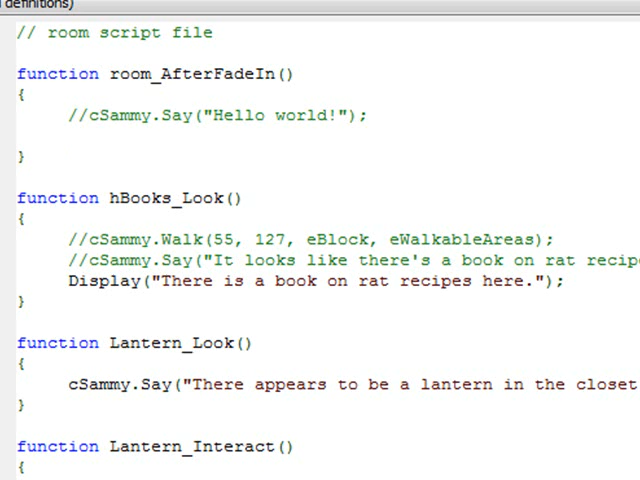 definitions)
// room script file
function room_AfterFadeIn()
{
//cSammy.Say("Hello world!");
}
function hBooks_Look()
{
//cSammy.Walk(55, 127, eBlock, eWalkableAreas);
//cSammy.Say("It looks like there's a book on rat recip
Display("There is a book on rat recipes here.");
}
function Lantern_Look()
{
cSammy.Say("There appears to be a lantern in the closet
}
function Lantern_Interact()
{